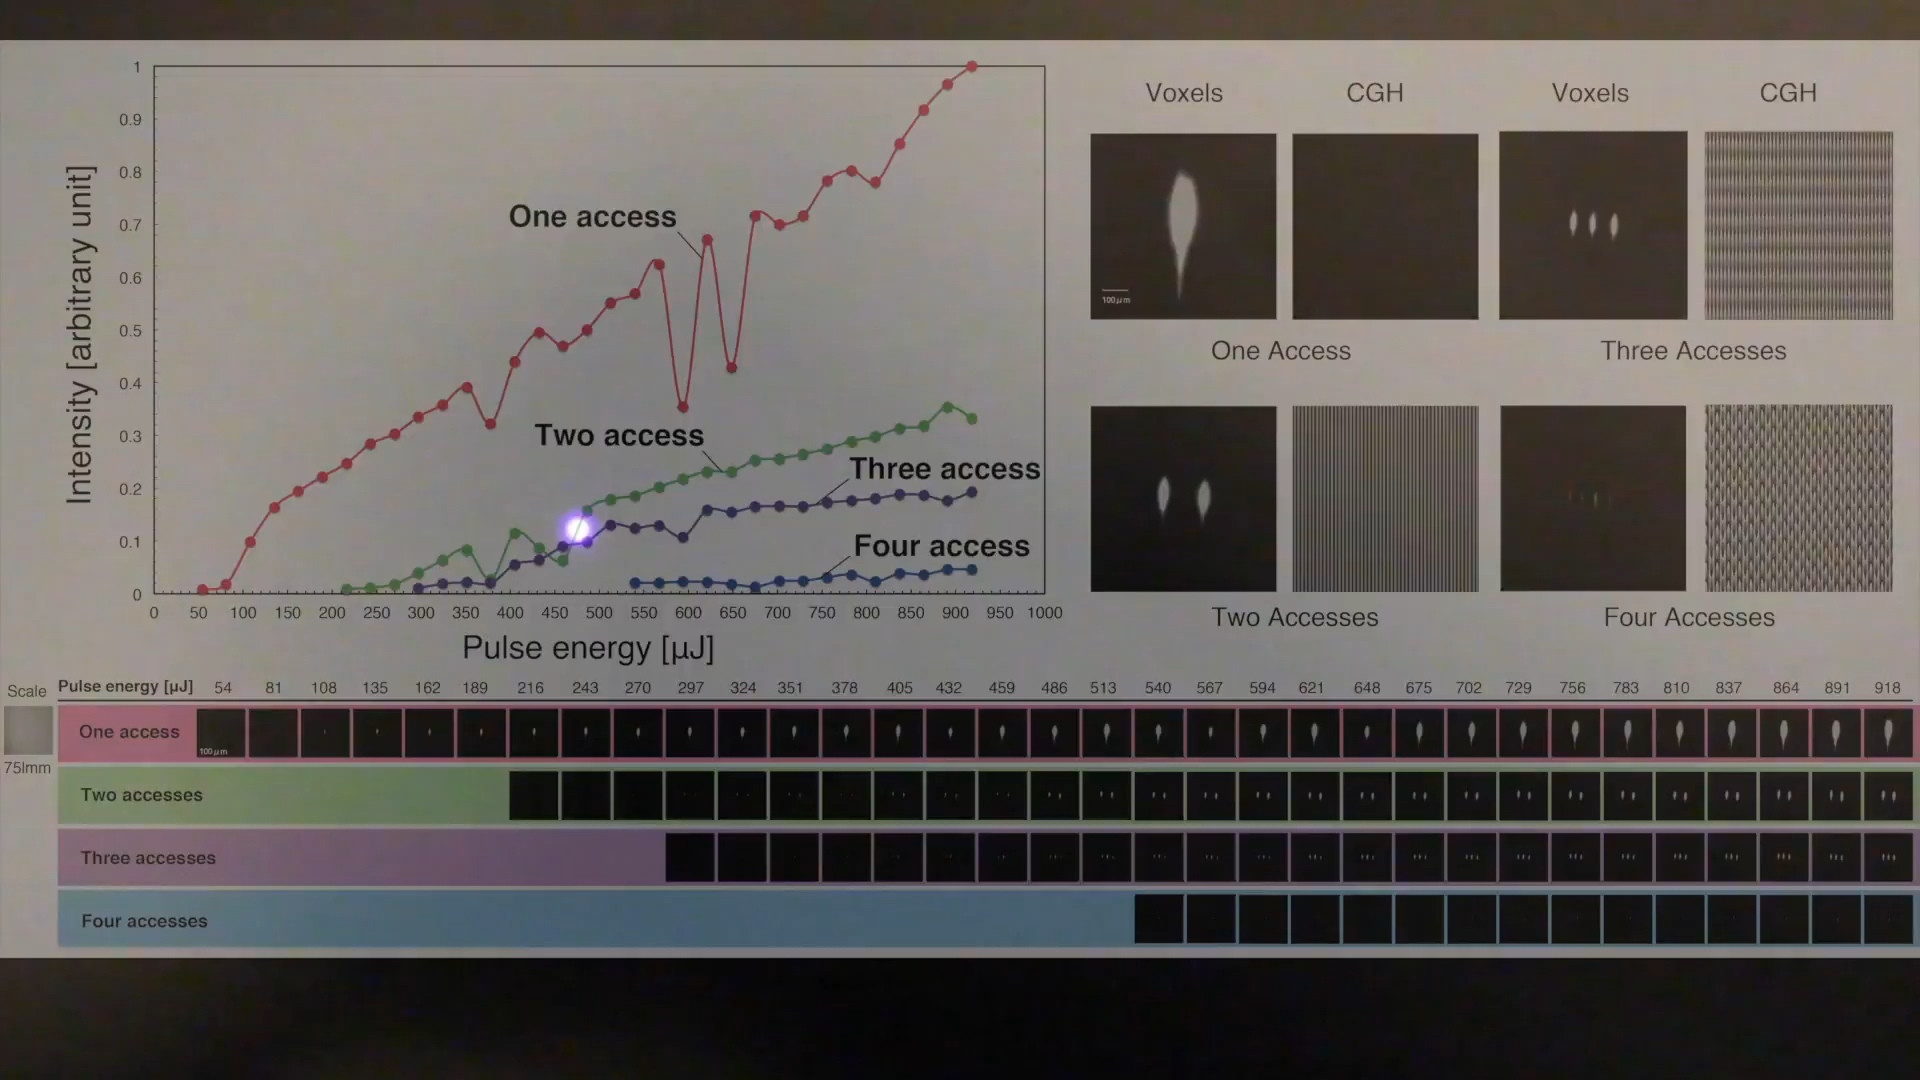 1
0.9
0.8
0.7
0.6
0.5
0.4
0.3
0.2
0.1
0
Intensity [arbitrary unit]
One access
Two access
Three access
Four access
0 50 100 150 200 250 300 350 400 450 500 550 600 650 700 750 800 850 900 950 1000
Pulse energy [µJ]
Voxels CGH Voxels CGH
100µm
One Access Three Accesses
Two Accesses Four Accesses
Scale
75lmm
Pulse energy [µJ] 54 81 108 135 162 189 216 243 270 297 324 351 378 405 432 459 486 513 540 567 594 621 648 675 702 729 756 783 810 837 864 891 918
One access
100µm
Two accesses
Three accesses
Four accesses